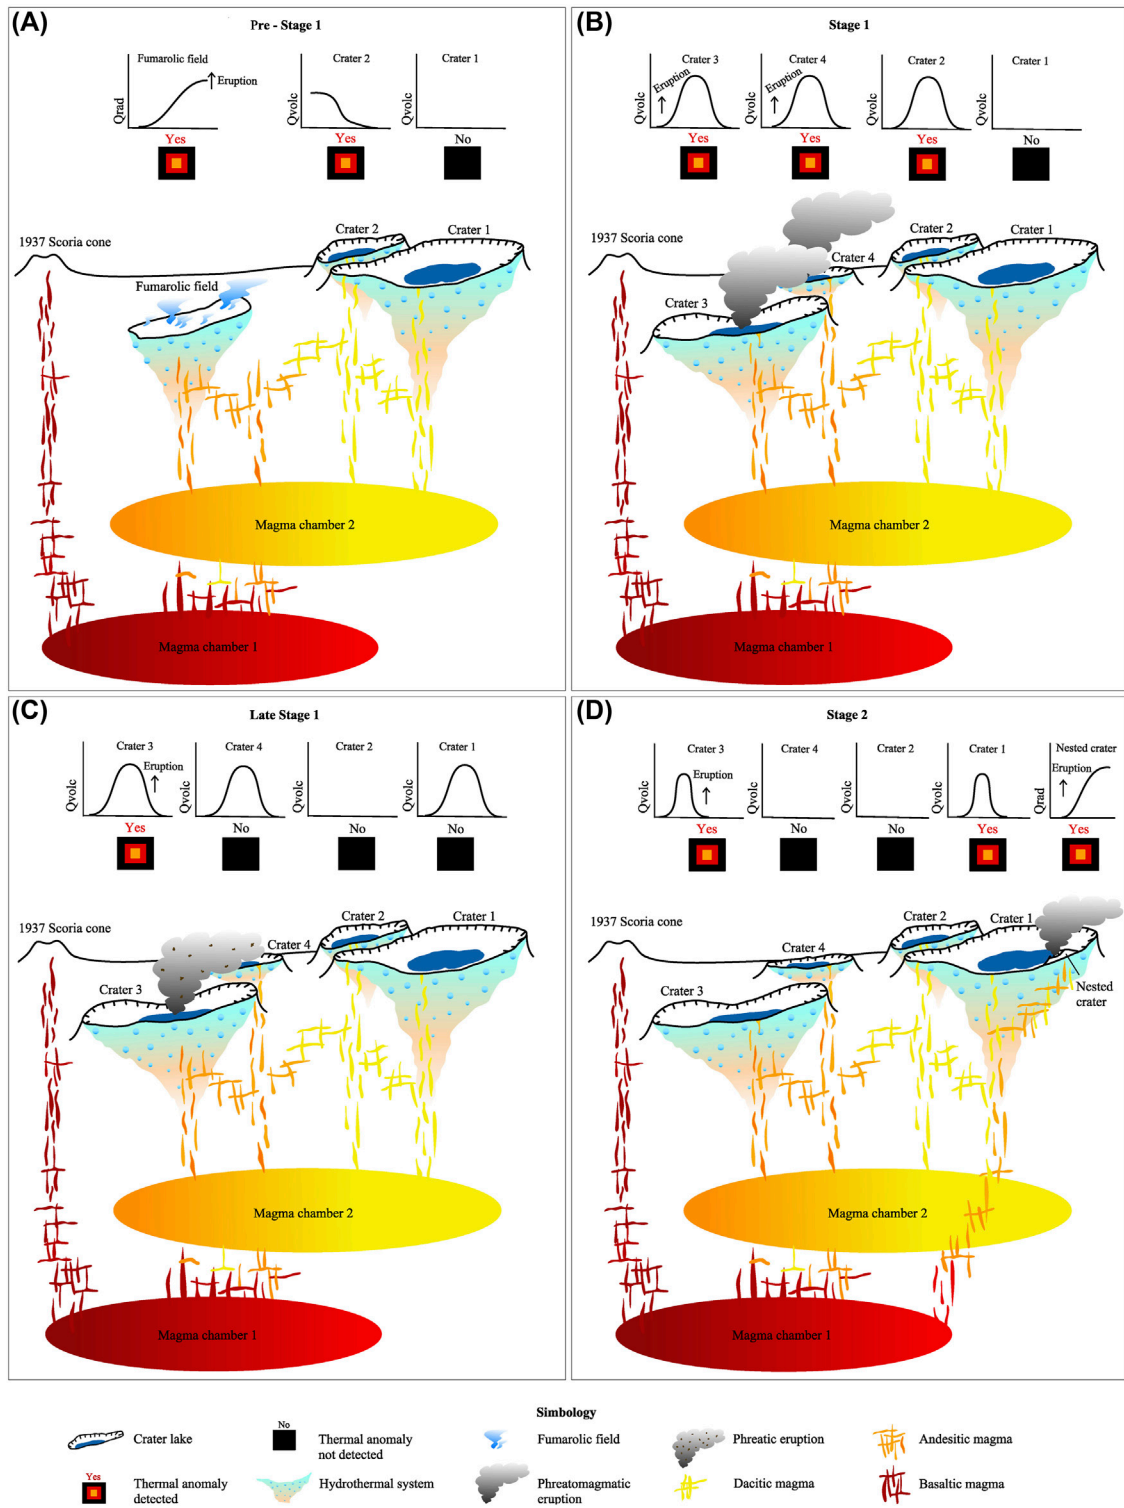 (A)
Pre - Stage 1
Fumarolic field
Crater 2
Crater 1
Qrad
Eruption
Qvolc
Qvolc
Yes
Yes
No
1937 Scoria cone
Crater 2
Crater 1
Fumarolic field
Magma chamber 2
Magma chamber 1
(B)
Stage 1
Crater 3
Crater 4
Crater 2
Crater 1
Qvolc
Eruption
Qvolc
Eruption
Qvolc
Qvolc
Yes
Yes
Yes
No
1937 Scoria cone
Crater 2
Crater 1
Crater 4
Crater 3
Magma chamber 2
Magma chamber 1
(C)
Late Stage 1
Crater 3
Crater 4
Crater 2
Crater 1
Qvolc
Eruption
Qvolc
Qvolc
Qvolc
Yes
No
No
No
1937 Scoria cone
Crater 2
Crater 1
Crater 4
Crater 3
Magma chamber 2
Magma chamber 1
(D)
Stage 2
Crater 3
Crater 4
Crater 2
Crater 1
Nested crater
Qvolc
Eruption
Qvolc
Qvolc
Qvolc
Qrad
Eruption
Yes
No
No
Yes
Yes
1937 Scoria cone
Crater 2
Crater 1
Crater 4
Crater 3
Nested
crater
Magma chamber 2
Magma chamber 1
Simbology
Crater lake
No
Thermal anomaly
not detected
Fumarolic field
Phreatic eruption
Andesitic magma
Yes
Thermal anomaly
detected
Hydrothermal system
Phreatomagmatic
eruption
Dacitic magma
Basaltic magma